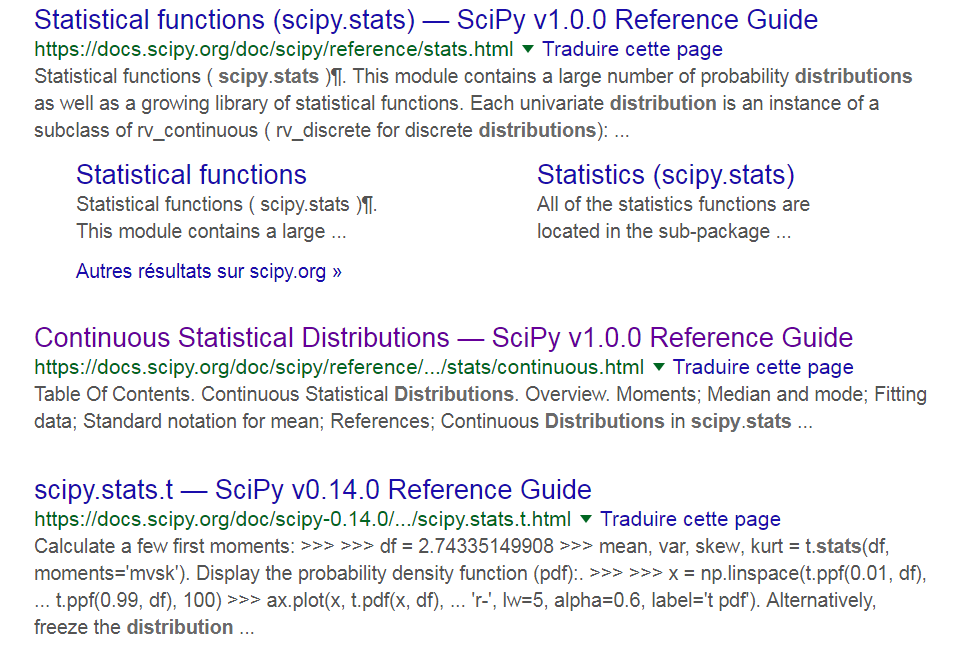 Statistical functions (scipy.stats) — SciPy v1.0.0 Reference Guide
https://docs.scipy.org/doc/scipy/reference/stats.html ▼ Traduire cette page
Statistical functions ( scipy.stats )¶. This module contains a large number of probability distributions
as well as a growing library of statistical functions. Each univariate distribution is an instance of a
subclass of rv_continuous ( rv_discrete for discrete distributions): ...
Statistical functions
Statistical functions ( scipy.stats )¶.
This module contains a large ...
Statistics (scipy.stats)
All of the statistics functions are
located in the sub-package ...
Autres résultats sur scipy.org »
Continuous Statistical Distributions — SciPy v1.0.0 Reference Guide
https://docs.scipy.org/doc/scipy/reference/.../stats/continuous.html ▼ Traduire cette page
Table Of Contents. Continuous Statistical Distributions. Overview. Moments; Median and mode; Fitting
data; Standard notation for mean; References; Continuous Distributions in scipy.stats ...
scipy.stats.t — SciPy v0.14.0 Reference Guide
https://docs.scipy.org/doc/scipy-0.14.0/.../scipy.stats.t.html ▼ Traduire cette page
Calculate a few first moments: >>> >>> df = 2.74335149908 >>> mean, var, skew, kurt = t.stats(df,
moments='mvsk'). Display the probability density function (pdf):. >>> >>> x = np.linspace(t.ppf(0.01, df),
... t.ppf(0.99, df), 100) >>> ax.plot(x, t.pdf(x, df), ... 'r-', lw=5, alpha=0.6, label='t pdf'). Alternatively,
freeze the distribution ...